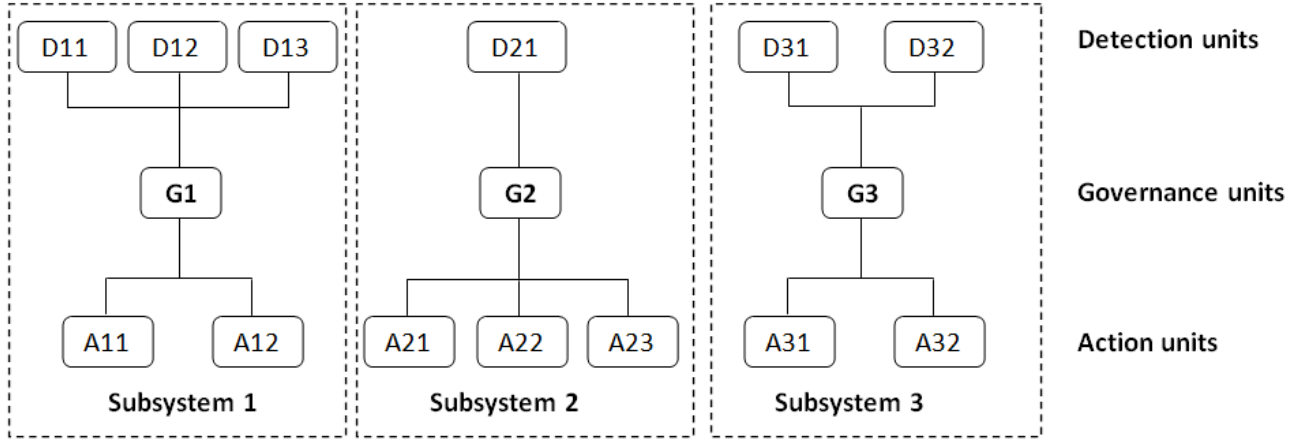 D11 D12 D13 D21 D31 D32 Detection units
G1 G2 G3 Governance units
A11 A12 A21 A22 A23 A31 A32 Action units
Subsystem 1 Subsystem 2 Subsystem 3